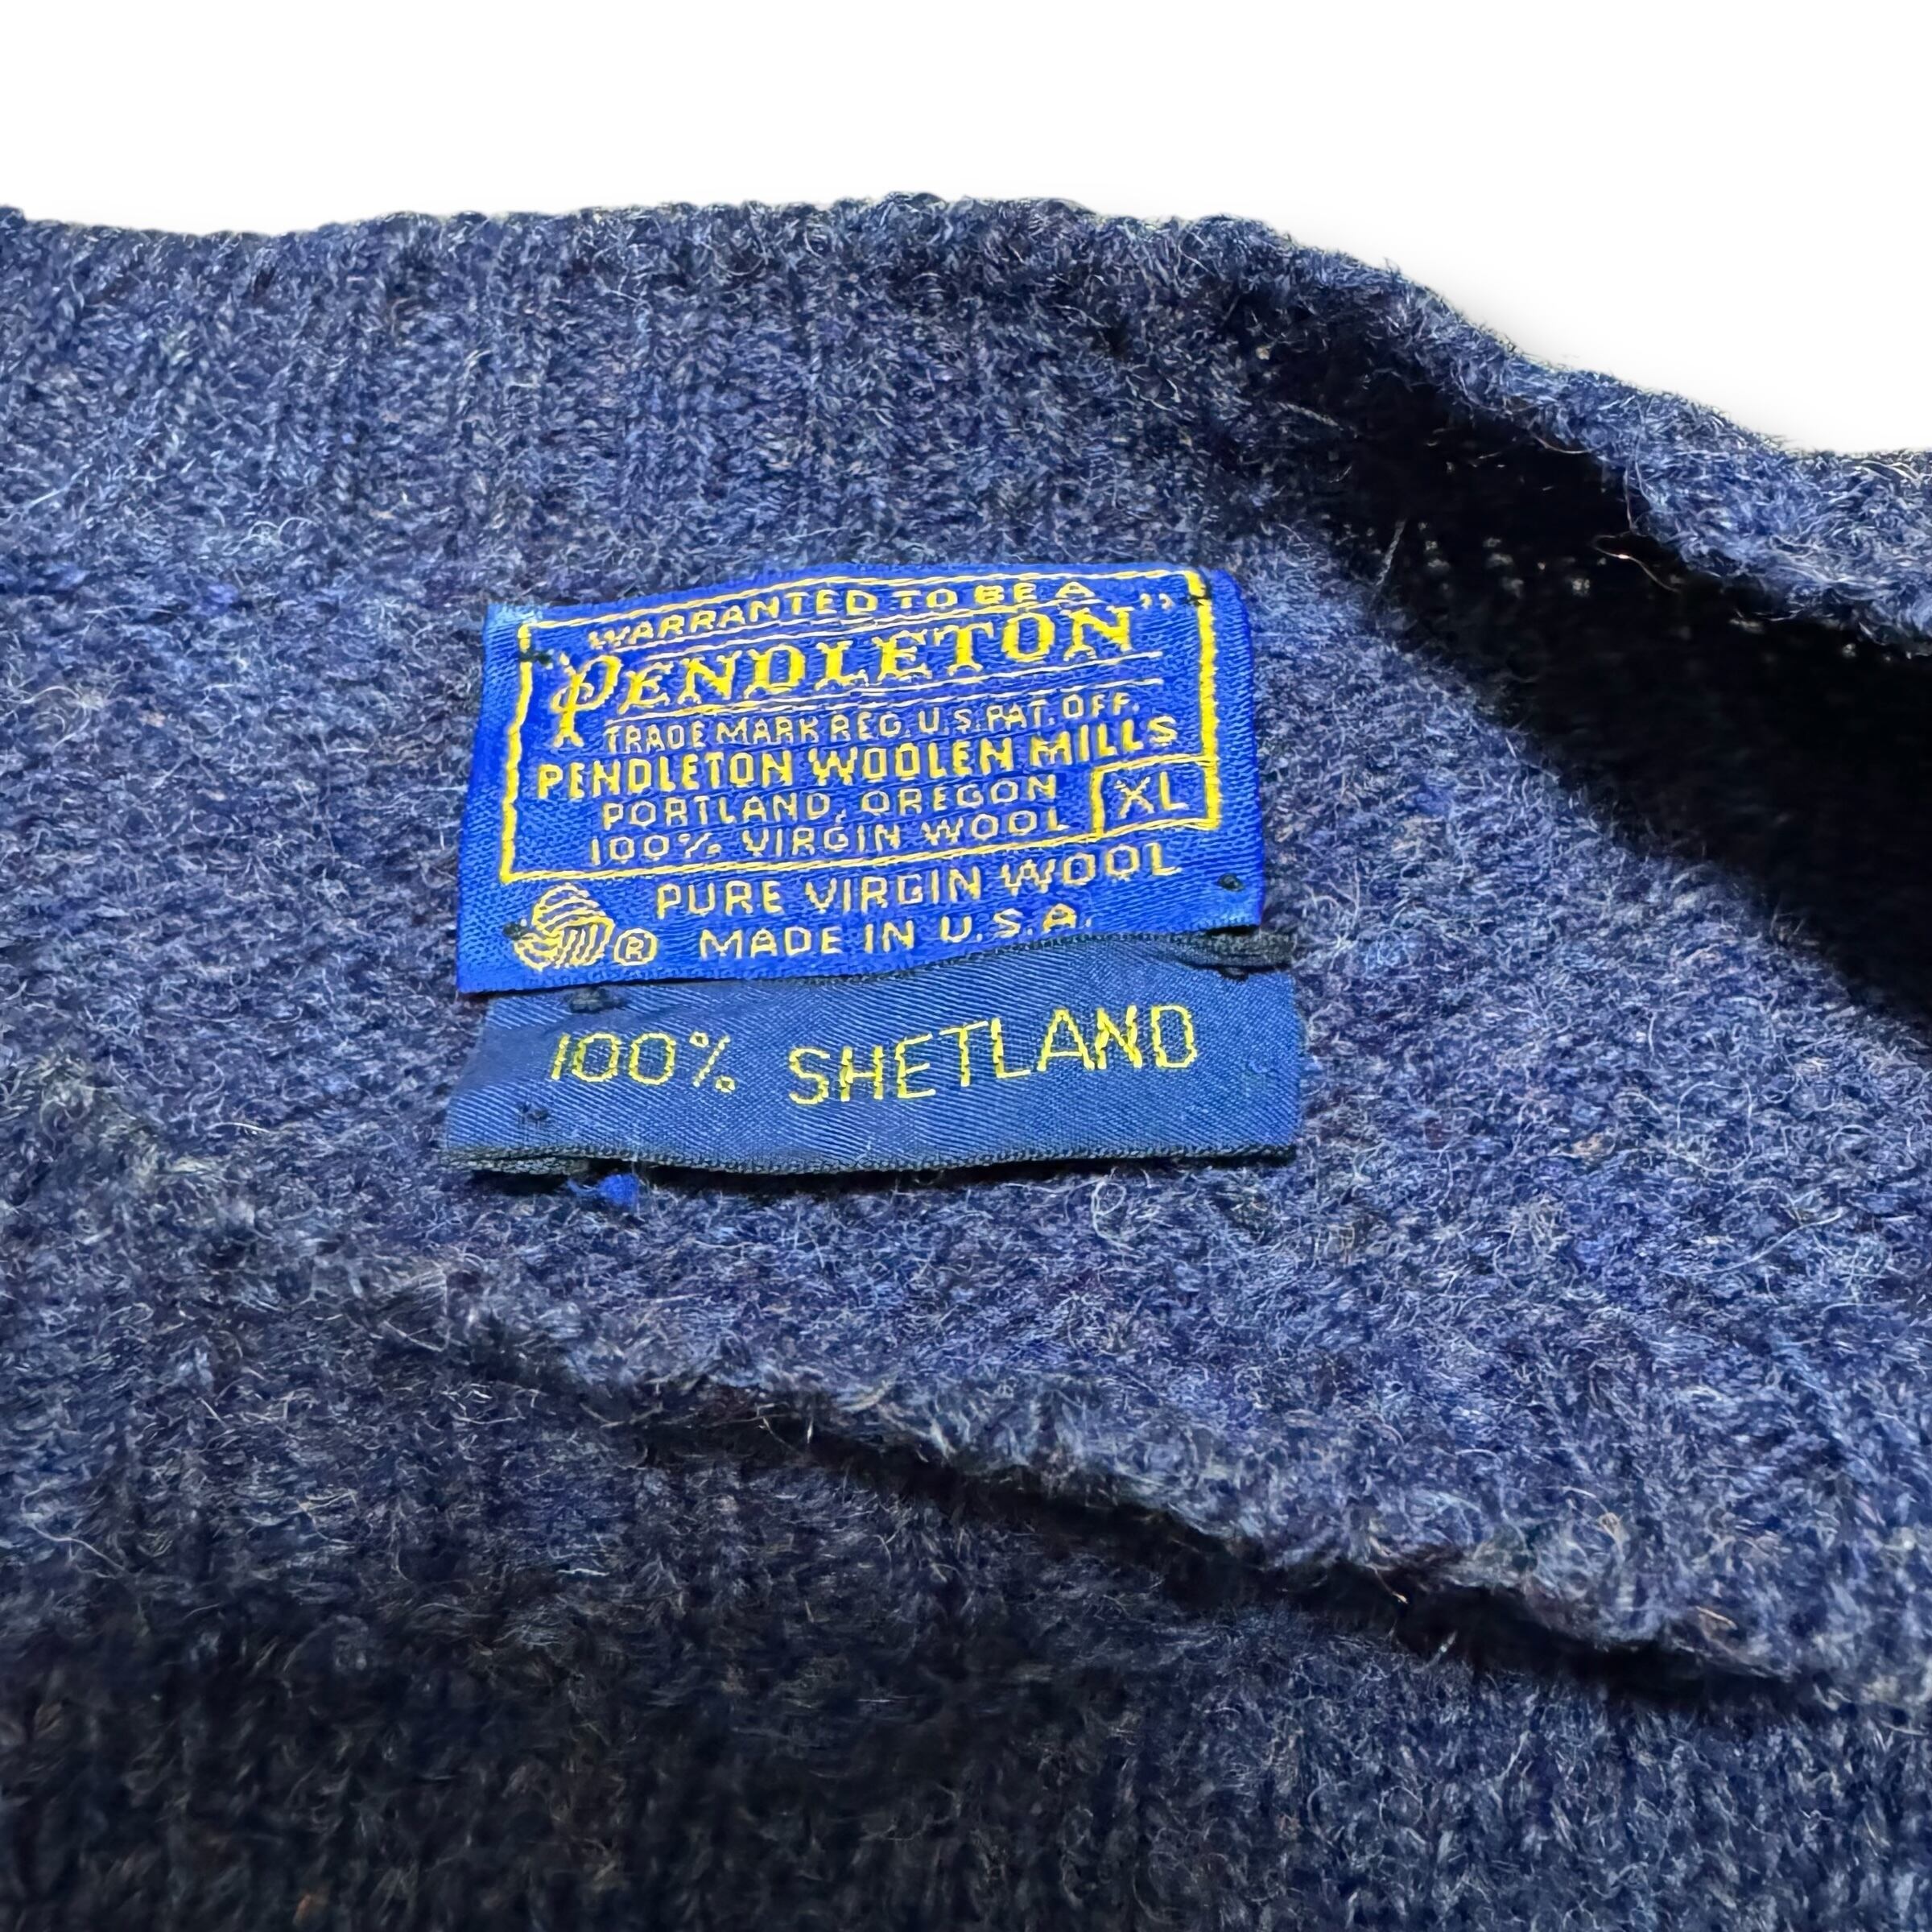 WARRANTED TO BE A
"PENDLETON"
TRADE MARK REG. U.S. PAT. OFF.
PENDLETON WOOLEN MILLS
PORTLAND, OREGON
XL
100% VIRGIN WOOL
PURE VIRGIN WOOL
® MADE IN U.S.A.
100% SHETLAND